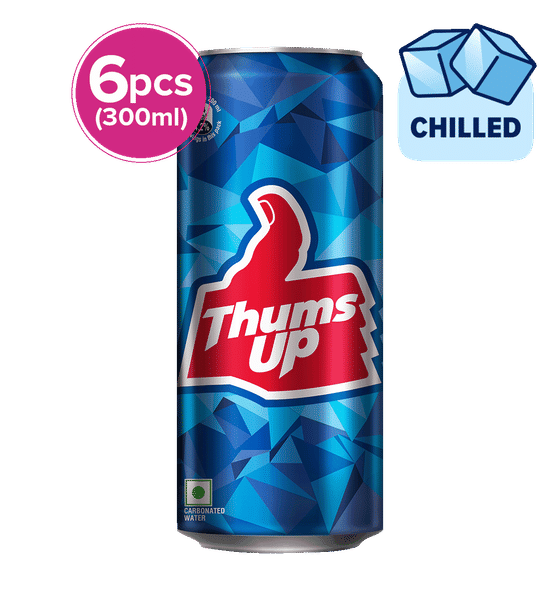 6pcs
(300ml)
CHILLED
Thums
Up
CARBONATED
WATER